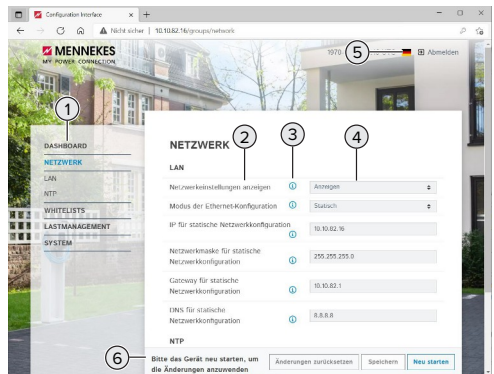 Configuration Interface
Nicht sicher | 10.10.82.16/groups/network
MENNEKES
MY POWER CONNECTION
1970
5
Abmelden
1
DASHBOARD
NETZWERK
LAN
NTP
WHITELISTS
LASTMANAGEMENT
SYSTEM
NETZWERK
2
3
4
LAN
Netzwerkeinstellungen anzeigen
Anzeigen
Modus der Ethernet-Konfiguration
Statisch
IP für statische Netzwerkkonfiguration
10.10.82.16
Netzwerkmaske für statische
Netzwerkkonfiguration
255.255.255.0
Gateway für statische
Netzwerkkonfiguration
10.10.82.1
DNS für statische
Netzwerkkonfiguration
8.8.8.8
NTP
6
Bitte das Gerät neu starten, um
die Änderungen anzuwenden
Änderungen zurücksetzen
Speichern
Neu starten